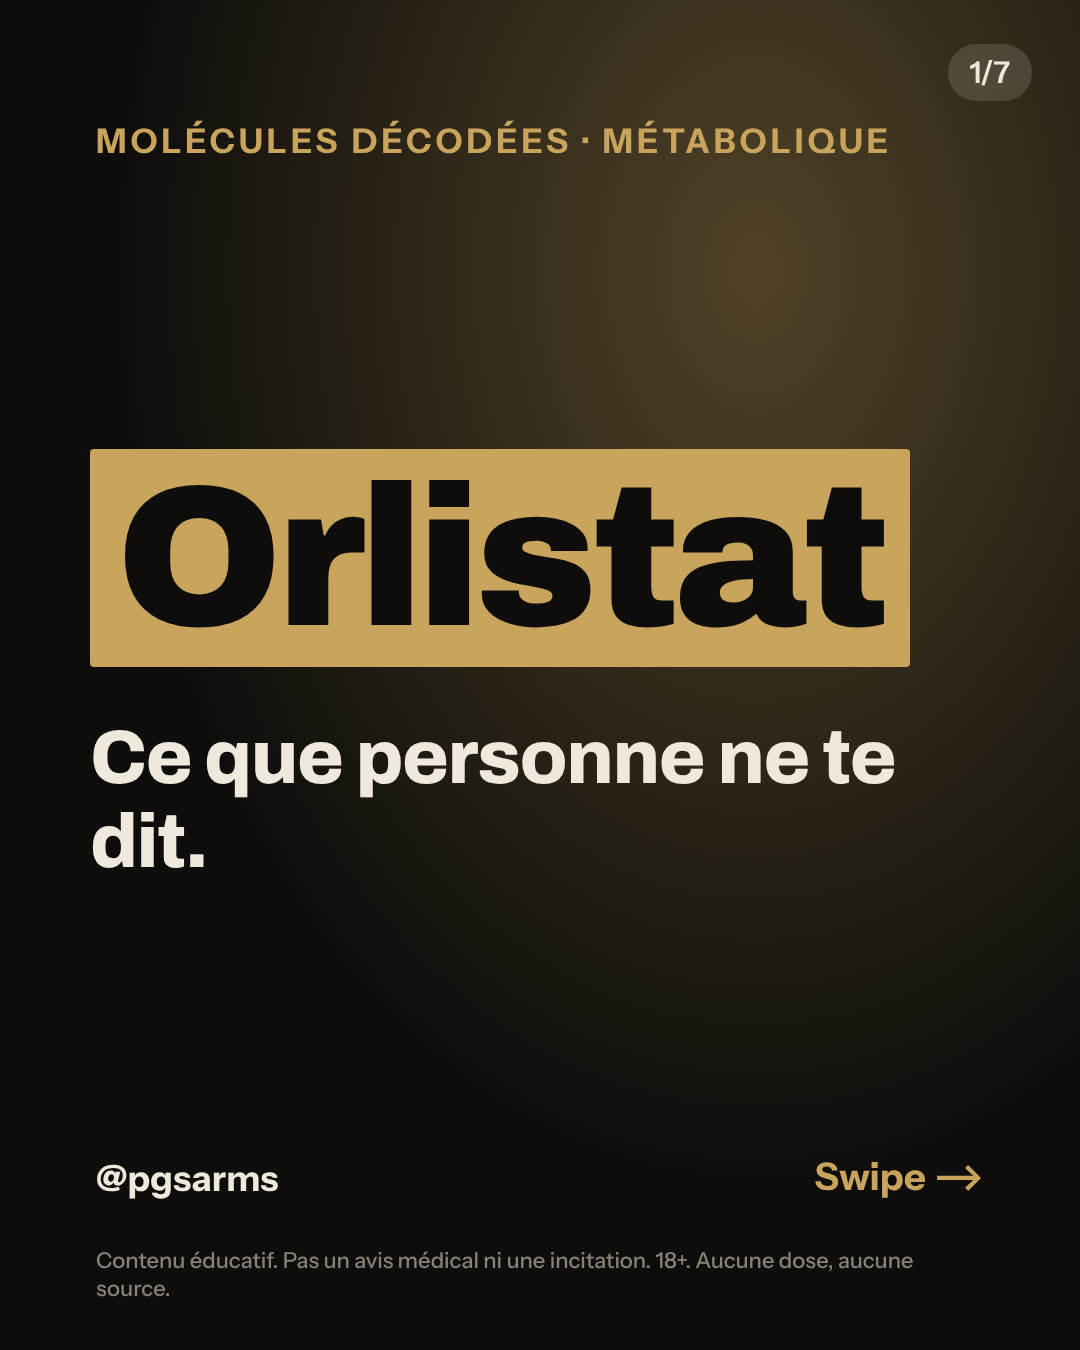 1/7
MOLÉCULES DÉCODÉES · MÉTABOLIQUE
Orlistat
Ce que personne ne te
dit.
@pgsarms
Swipe →
Contenu éducatif. Pas un avis médical ni une incitation. 18+. Aucune dose, aucune
source.